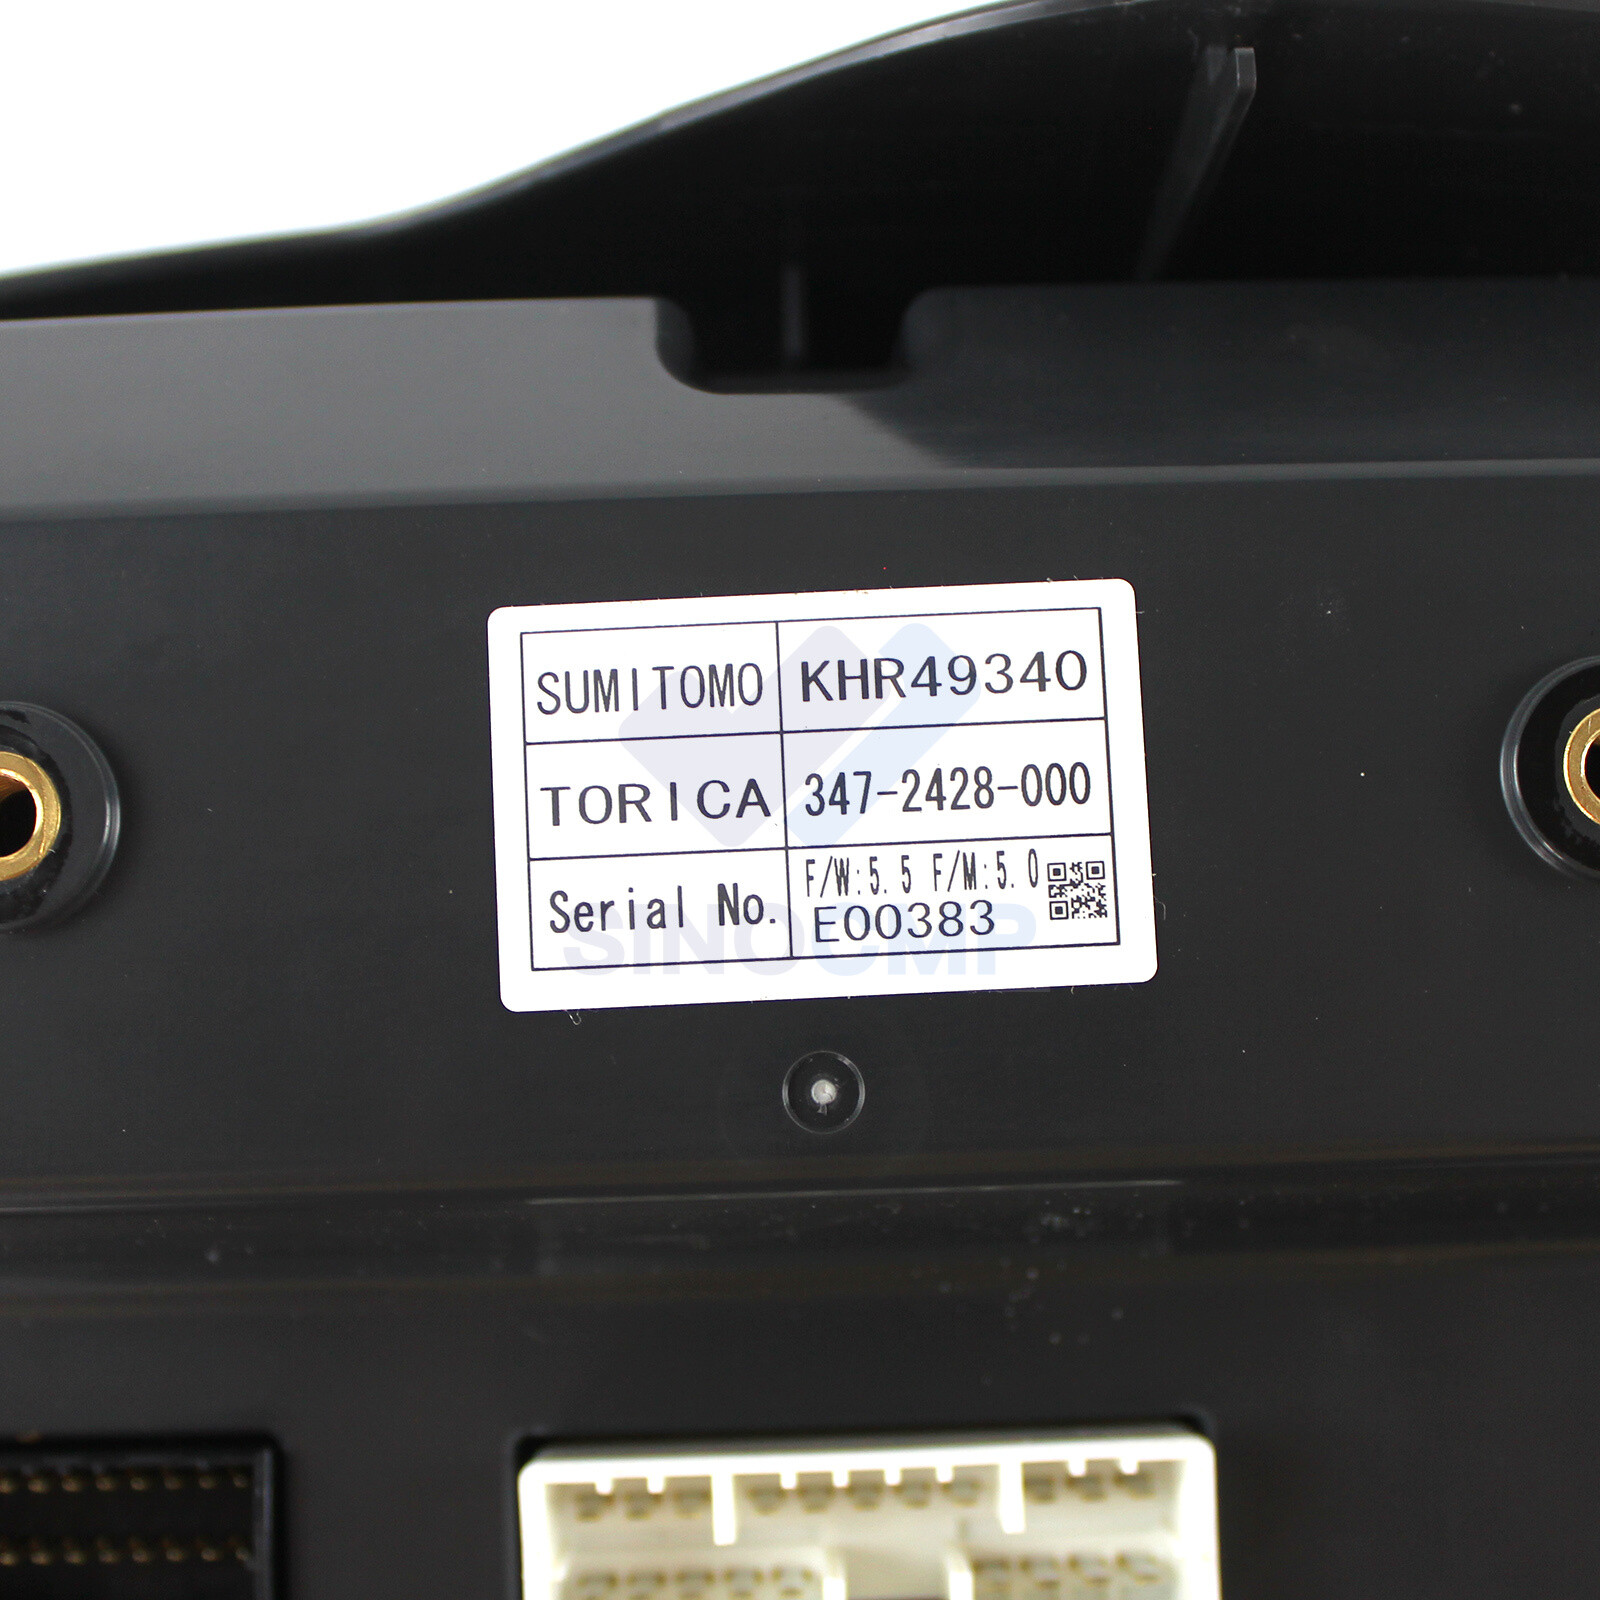 SUMITOMO KHR49340
TORICA 347-2428-000
Serial No. F/W:5.5 F/M:5.0
E00383
SINOCMP